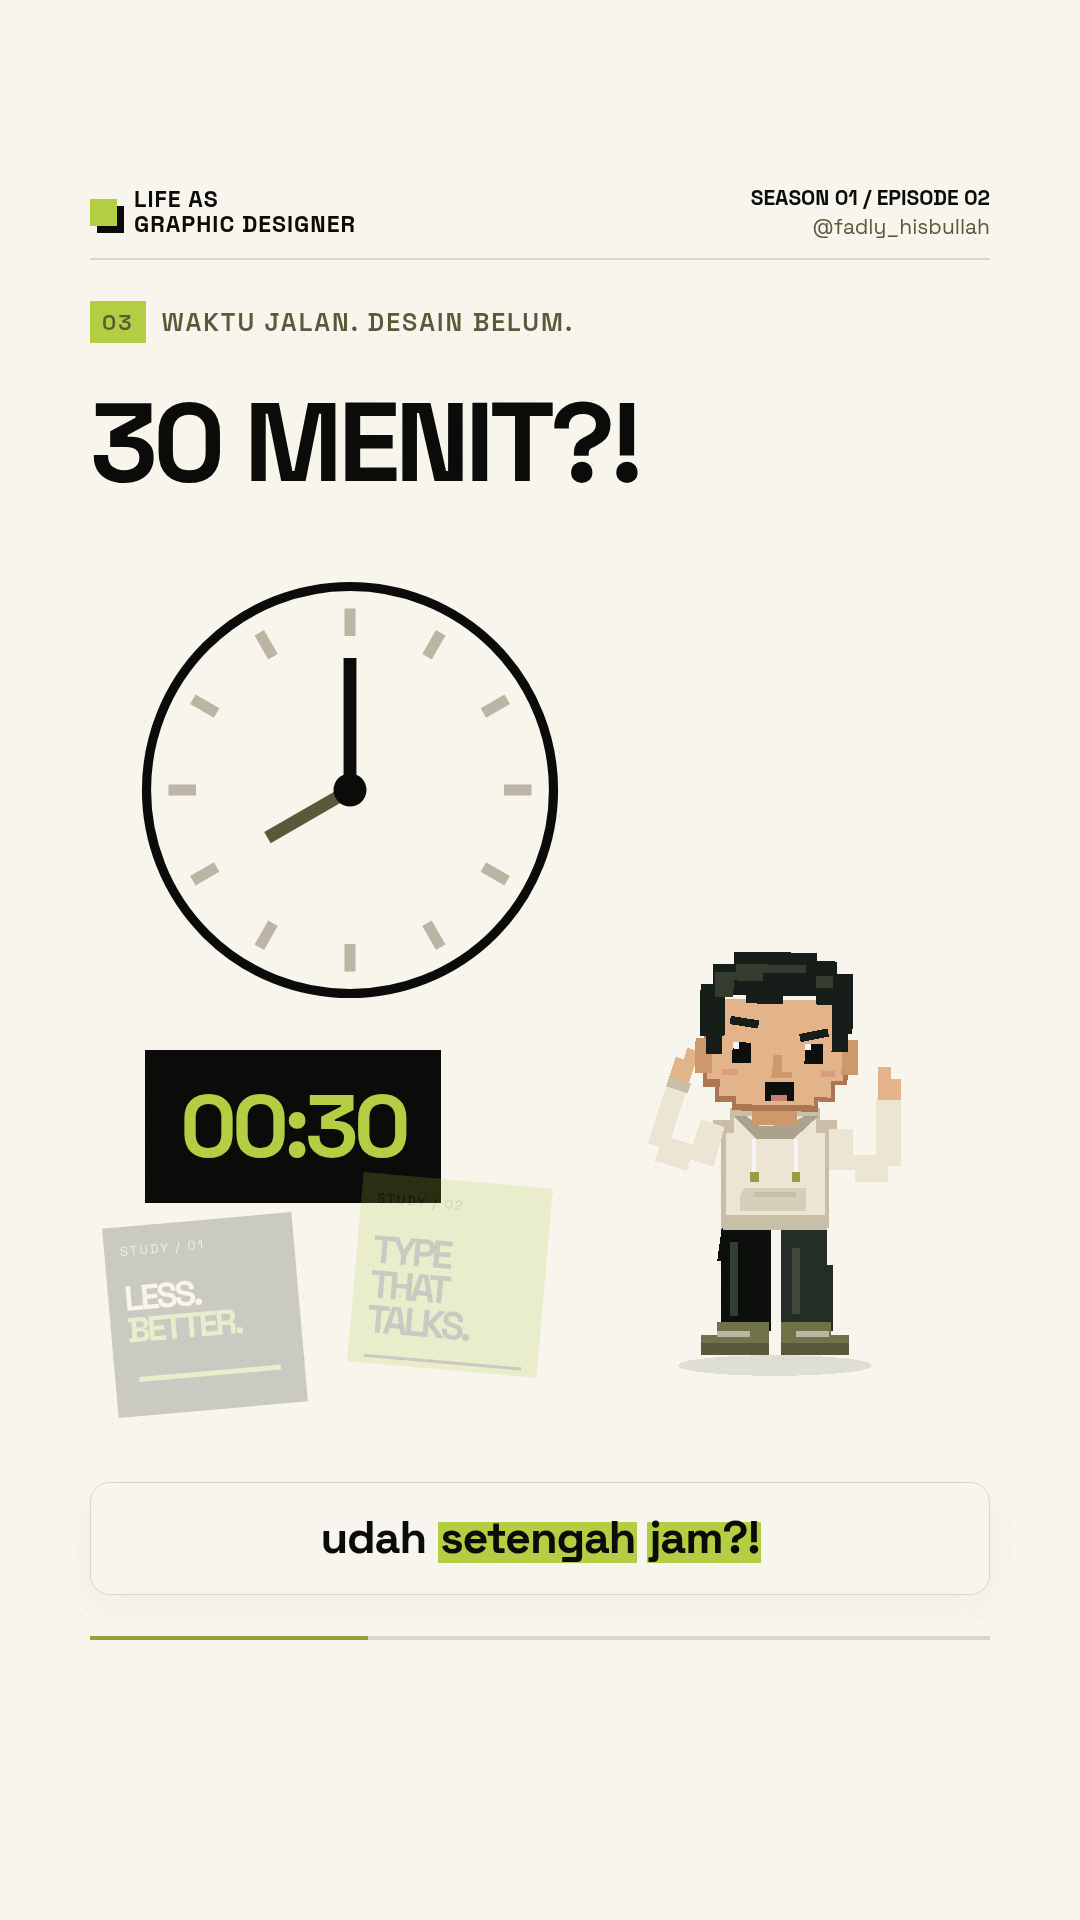 LIFE AS
GRAPHIC DESIGNER
SEASON 01 / EPISODE 02
@fadly_hisbullah
03 WAKTU JALAN. DESAIN BELUM.
30 MENIT?!
00:30
STUDY / 01
LESS.
BETTER.
STUDY / 02
TYPE
THAT
TALKS.
udah setengah jam?!